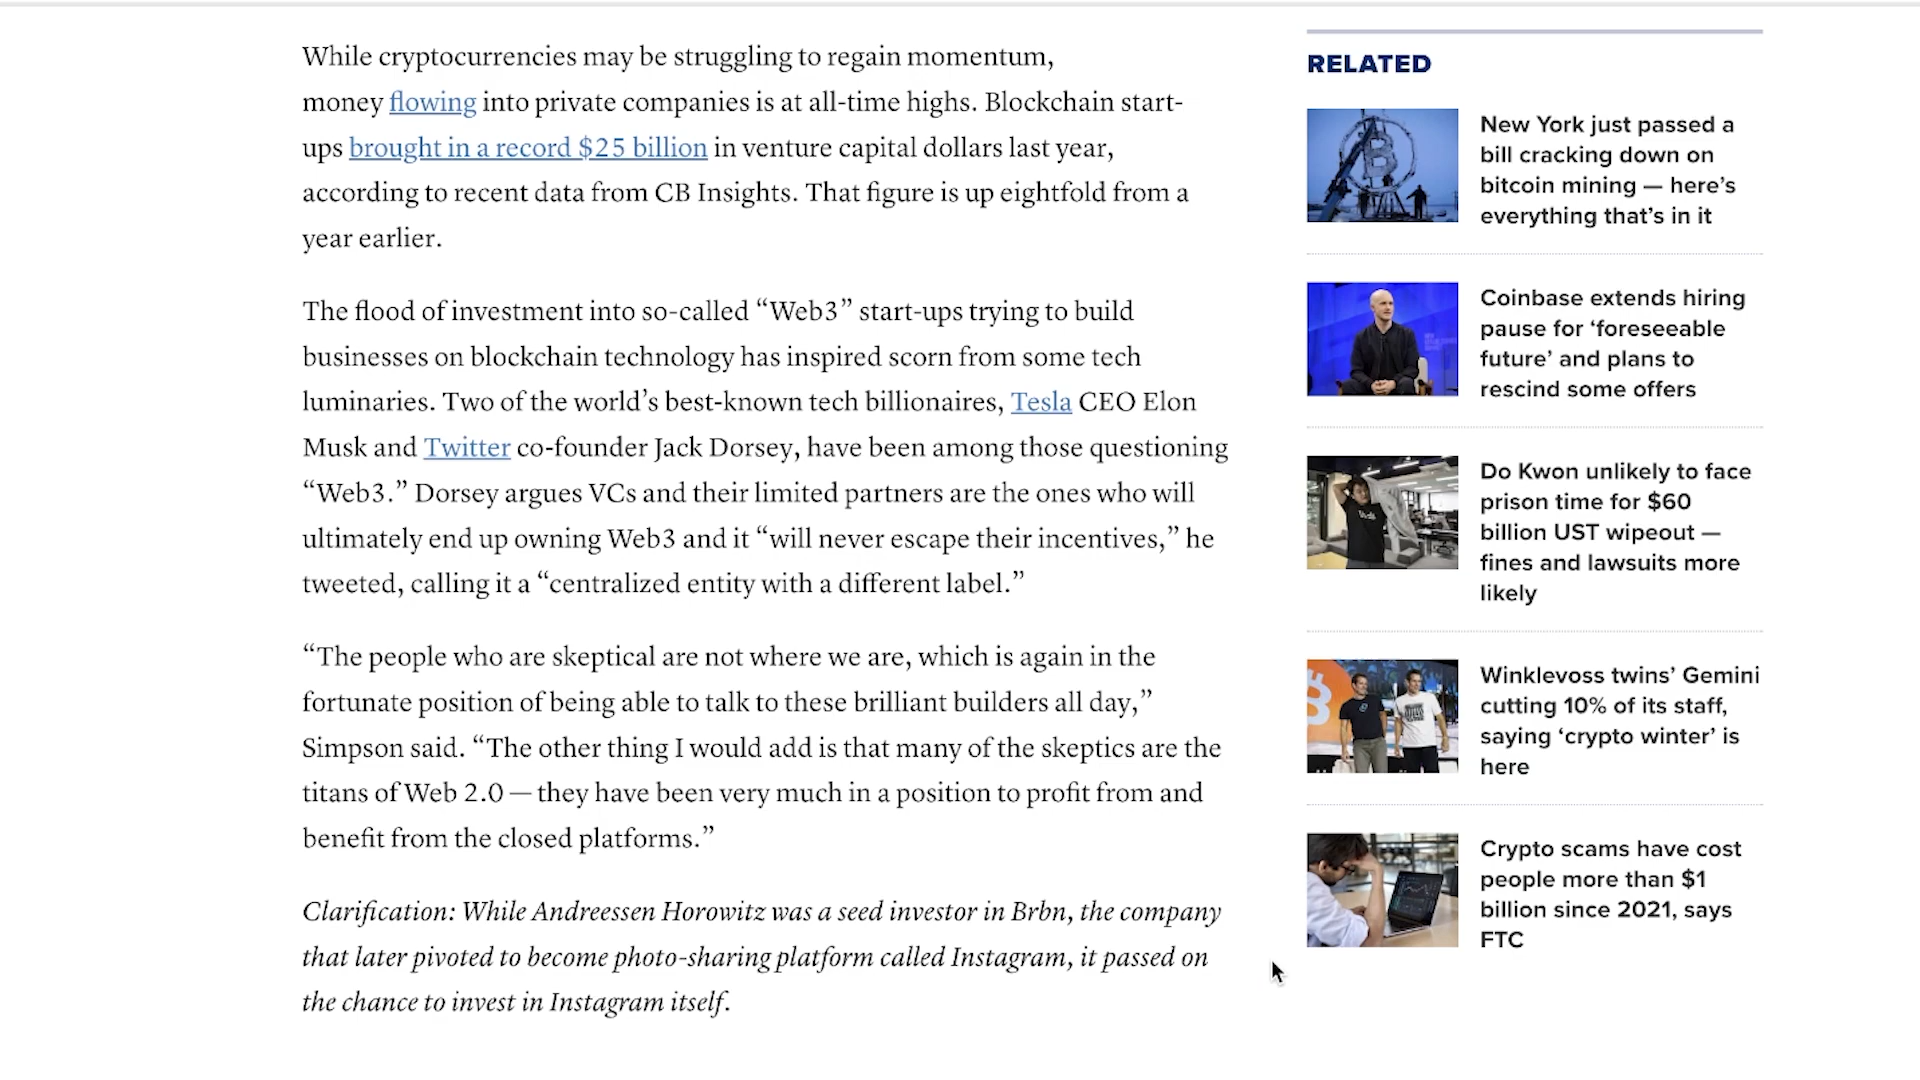 While cryptocurrencies may be struggling to regain momentum,
money flowing into private companies is at all-time highs. Blockchain start-
ups brought in a record $25 billion in venture capital dollars last year,
according to recent data from CB Insights. That figure is up eightfold from a
year earlier.
The flood of investment into so-called “Web3” start-ups trying to build
businesses on blockchain technology has inspired scorn from some tech
luminaries. Two of the world’s best-known tech billionaires, Tesla CEO Elon
Musk and Twitter co-founder Jack Dorsey, have been among those questioning
“Web3.” Dorsey argues VCs and their limited partners are the ones who will
ultimately end up owning Web3 and it “will never escape their incentives,” he
tweeted, calling it a “centralized entity with a different label.”
“The people who are skeptical are not where we are, which is again in the
fortunate position of being able to talk to these brilliant builders all day,”
Simpson said. “The other thing I would add is that many of the skeptics are the
titans of Web 2.0 — they have been very much in a position to profit from and
benefit from the closed platforms.”
Clarification: While Andreessen Horowitz was a seed investor in Brbn, the company
that later pivoted to become photo-sharing platform called Instagram, it passed on
the chance to invest in Instagram itself.
RELATED
New York just passed a
bill cracking down on
bitcoin mining — here’s
everything that’s in it
Coinbase extends hiring
pause for ‘foreseeable
future’ and plans to
rescind some offers
Do Kwon unlikely to face
prison time for $60
billion UST wipeout —
fines and lawsuits more
likely
Winklevoss twins’ Gemini
cutting 10% of its staff,
saying ‘crypto winter’ is
here
Crypto scams have cost
people more than $1
billion since 2021, says
FTC